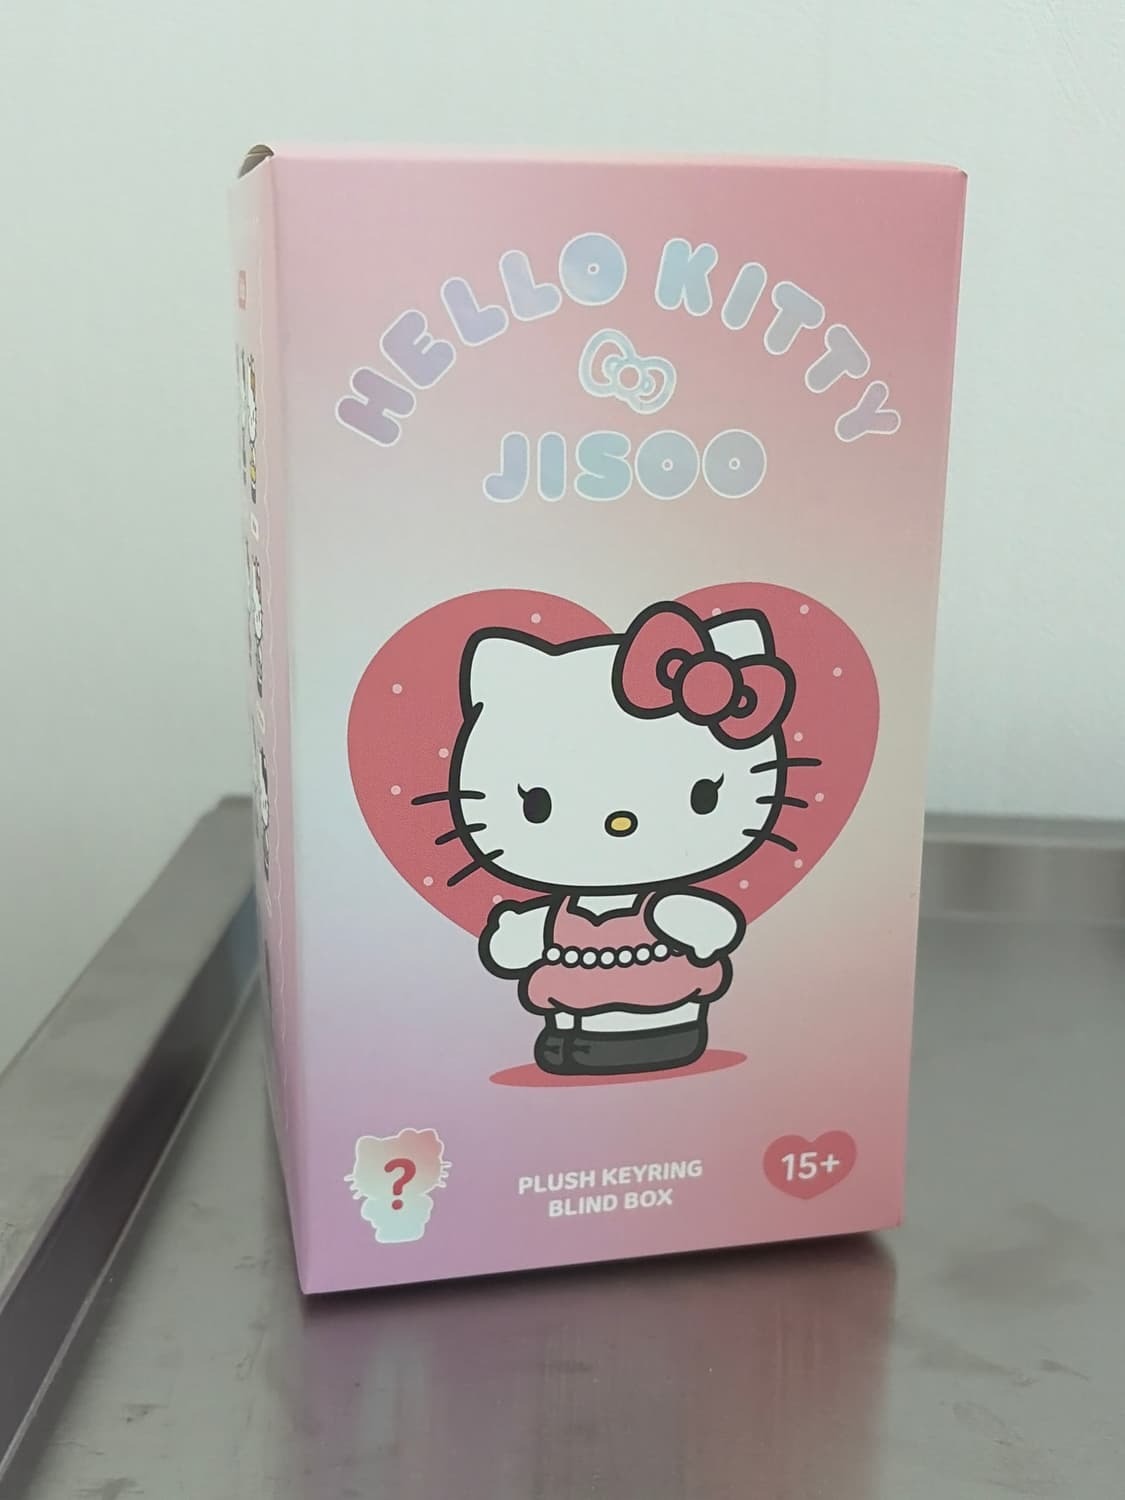 HELLO KITTY
JISOO
?
PLUSH KEYRING
BLIND BOX
15+